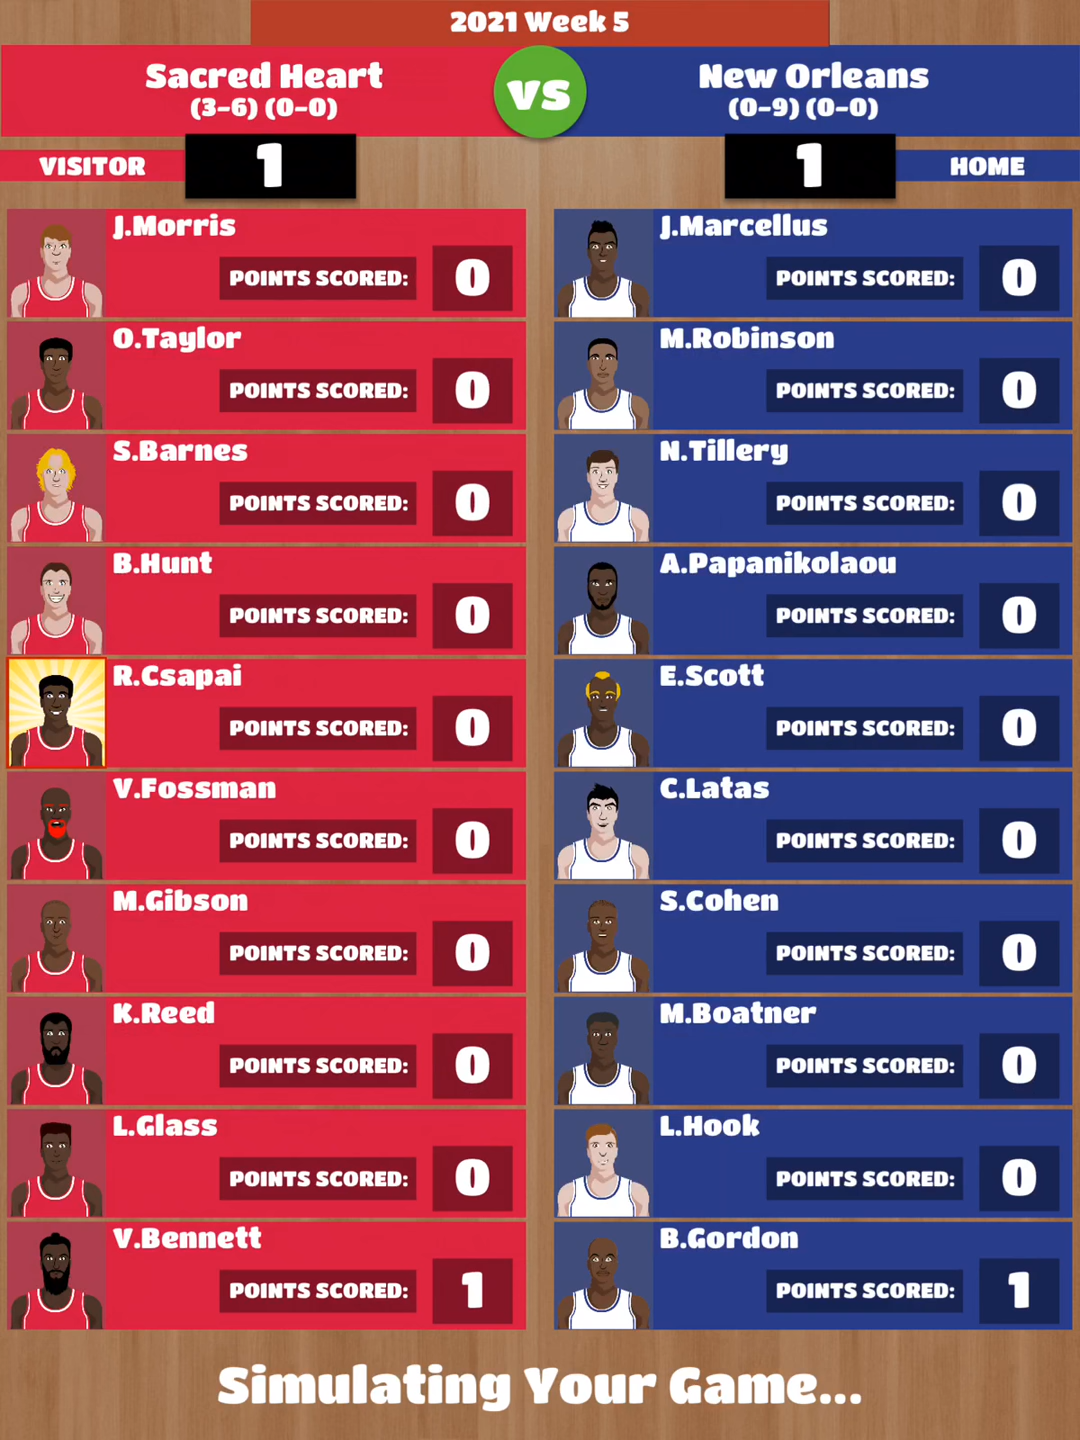 2021 Week 5
Sacred Heart
(3-6) (0-0)
VS
New Orleans
(0-9) (0-0)
VISITOR
1
1
HOME
J.Morris
POINTS SCORED: 0
O.Taylor
POINTS SCORED: 0
S.Barnes
POINTS SCORED: 0
B.Hunt
POINTS SCORED: 0
R.Csapai
POINTS SCORED: 0
V.Fossman
POINTS SCORED: 0
M.Gibson
POINTS SCORED: 0
K.Reed
POINTS SCORED: 0
L.Glass
POINTS SCORED: 0
V.Bennett
POINTS SCORED: 1
J.Marcellus
POINTS SCORED: 0
M.Robinson
POINTS SCORED: 0
N.Tillery
POINTS SCORED: 0
A.Papanikolaou
POINTS SCORED: 0
E.Scott
POINTS SCORED: 0
C.Latas
POINTS SCORED: 0
S.Cohen
POINTS SCORED: 0
M.Boatner
POINTS SCORED: 0
L.Hook
POINTS SCORED: 0
B.Gordon
POINTS SCORED: 1
Simulating Your Game...